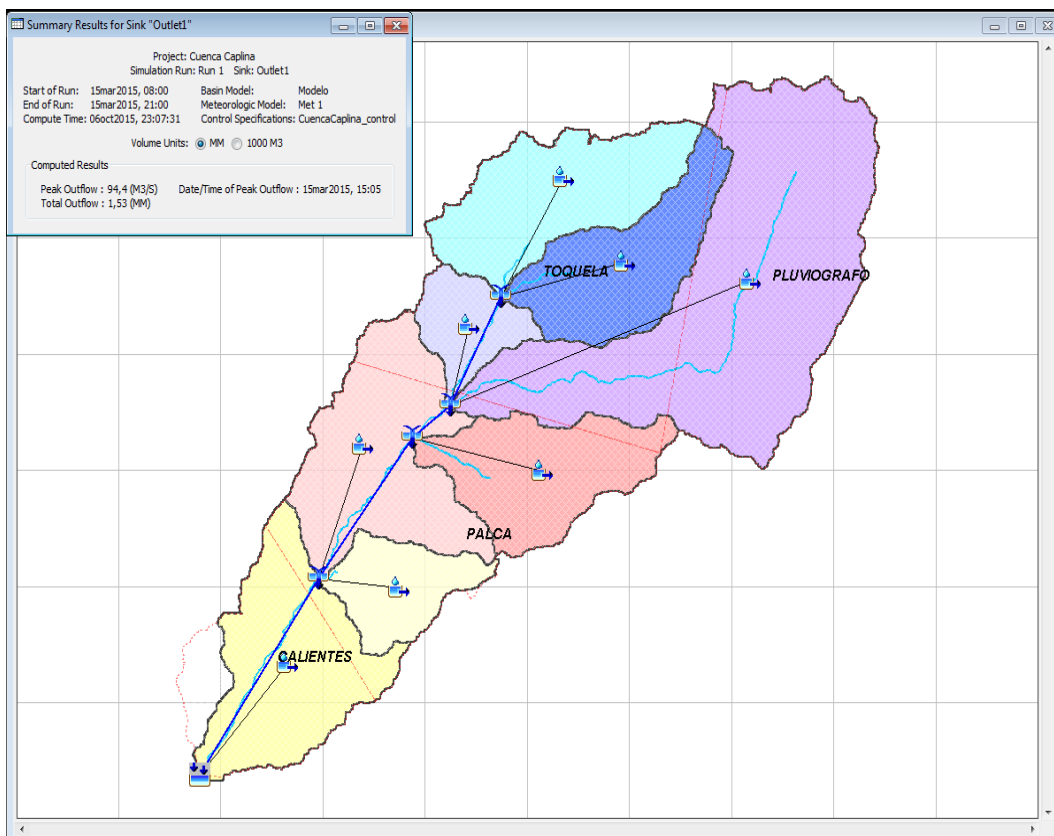 Summary Results for Sink "Outlet1"
Project: Cuenca Caplina
Simulation Run: Run 1 Sink: Outlet1
Start of Run: 15mar2015, 08:00 Basin Model: Modelo
End of Run: 15mar2015, 21:00 Meteorologic Model: Met 1
Compute Time: 06oct2015, 23:07:31 Control Specifications: CuencaCaplina_control
Volume Units: MM 1000 M3
Computed Results
Peak Outflow : 94,4 (M3/S) Date/Time of Peak Outflow : 15mar2015, 15:05
Total Outflow : 1,53 (MM)
TOQUELA
PLUVIOGRAFO
PALCA
CALIENTES